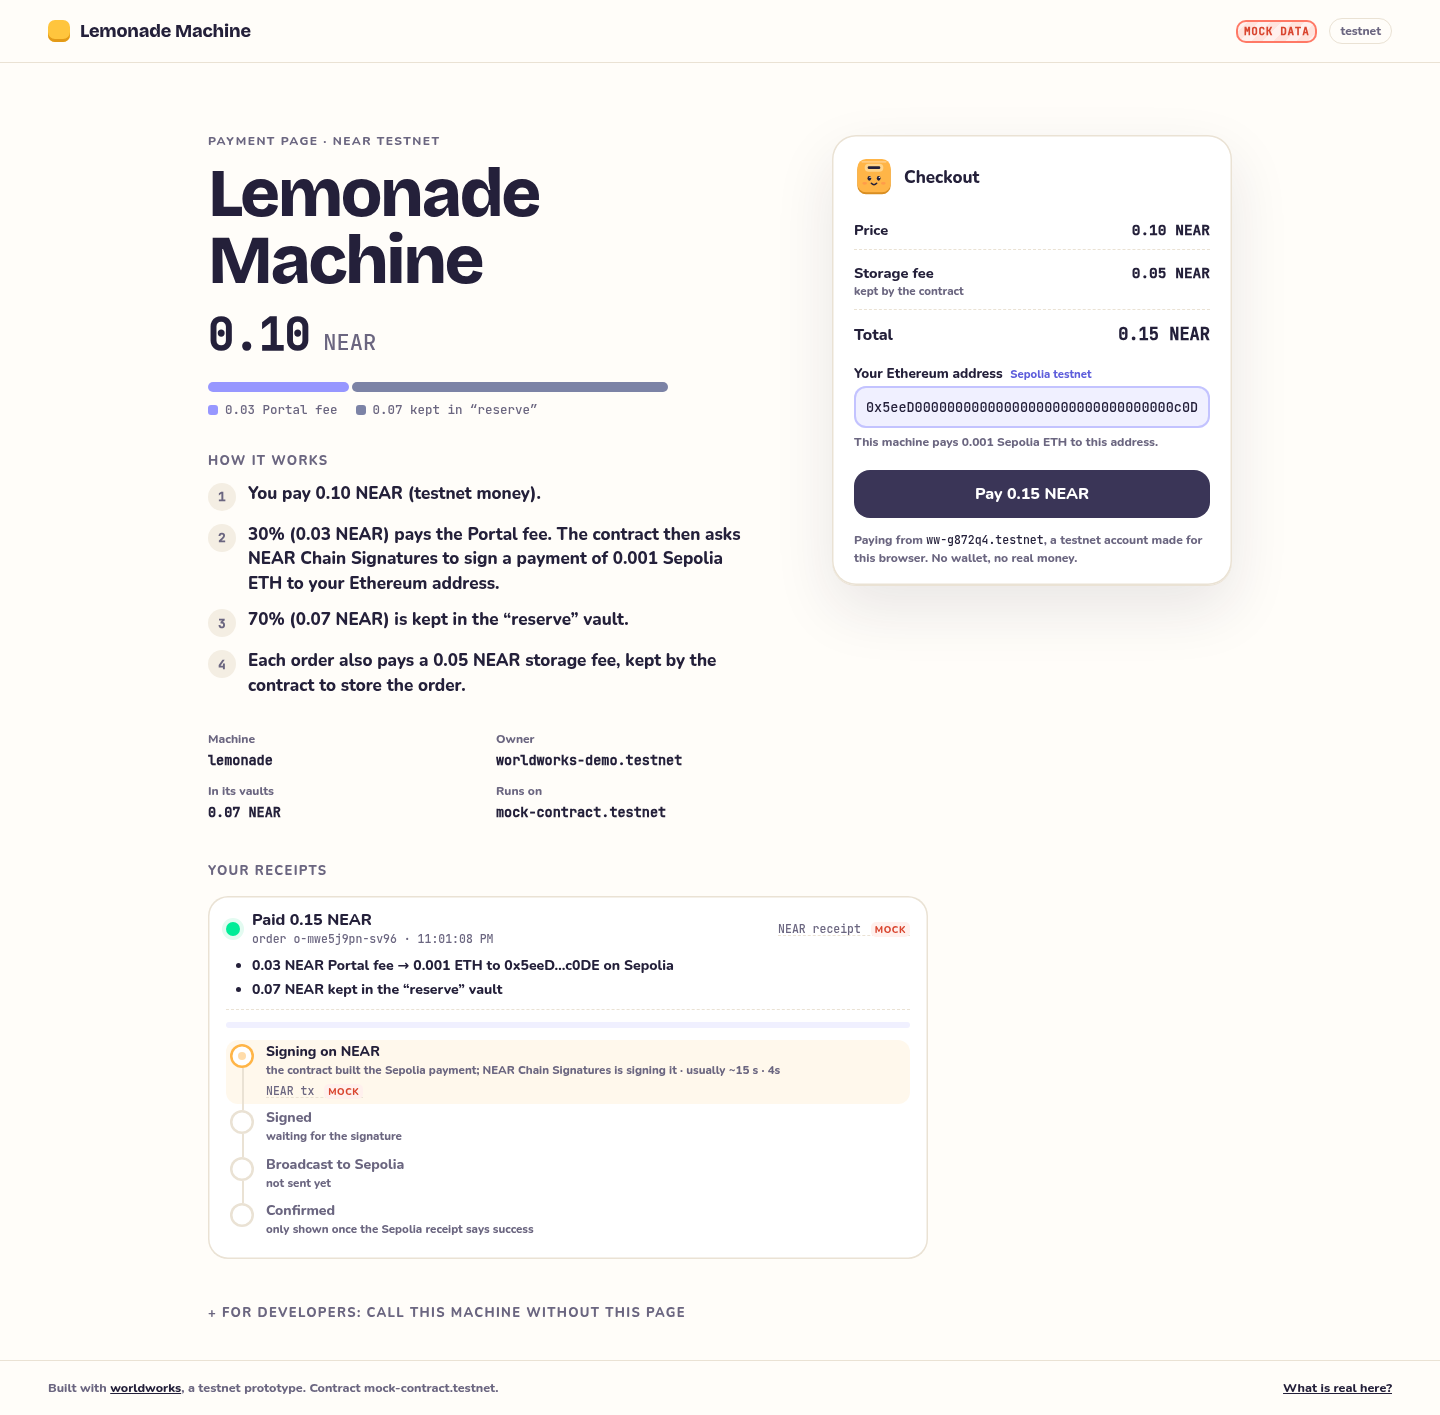 Lemonade Machine
MOCK DATA
testnet
PAYMENT PAGE · NEAR TESTNET
Lemonade
Machine
0.10 NEAR
0.03 Portal fee
0.07 kept in “reserve”
HOW IT WORKS
1 You pay 0.10 NEAR (testnet money).
2 30% (0.03 NEAR) pays the Portal fee. The contract then asks
NEAR Chain Signatures to sign a payment of 0.001 Sepolia
ETH to your Ethereum address.
3 70% (0.07 NEAR) is kept in the “reserve” vault.
4 Each order also pays a 0.05 NEAR storage fee, kept by the
contract to store the order.
Machine
lemonade
Owner
worldworks-demo.testnet
In its vaults
0.07 NEAR
Runs on
mock-contract.testnet
Checkout
Price 0.10 NEAR
Storage fee 0.05 NEAR
kept by the contract
Total 0.15 NEAR
Your Ethereum address Sepolia testnet
0x5eeD00000000000000000000000000000000c0D
This machine pays 0.001 Sepolia ETH to this address.
Pay 0.15 NEAR
Paying from ww-g872q4.testnet, a testnet account made for
this browser. No wallet, no real money.
YOUR RECEIPTS
Paid 0.15 NEAR
order o-mwe5j9pn-sv96 · 11:01:08 PM
NEAR receipt MOCK
• 0.03 NEAR Portal fee → 0.001 ETH to 0x5eeD…c0DE on Sepolia
• 0.07 NEAR kept in the “reserve” vault
Signing on NEAR
the contract built the Sepolia payment; NEAR Chain Signatures is signing it · usually ~15 s · 4s
NEAR tx MOCK
Signed
waiting for the signature
Broadcast to Sepolia
not sent yet
Confirmed
only shown once the Sepolia receipt says success
+ FOR DEVELOPERS: CALL THIS MACHINE WITHOUT THIS PAGE
Built with worldworks, a testnet prototype. Contract mock-contract.testnet.
What is real here?